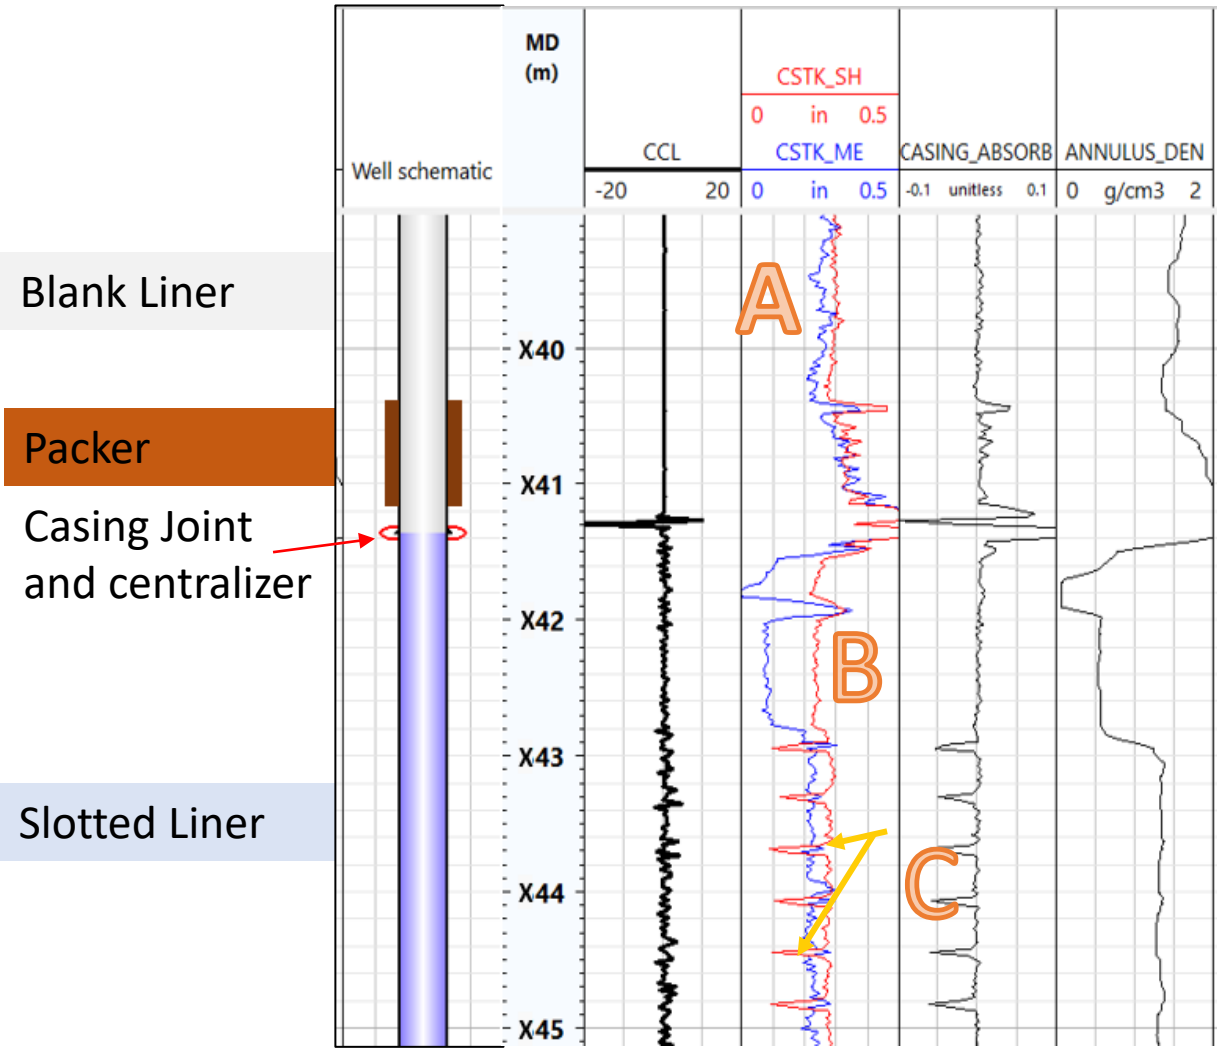 MD
(m)
CSTK_SH
0 in 0.5
CCL
CSTK_ME
CASING_ABSORB
ANNULUS_DEN
Well schematic
-20 20
0 in 0.5
-0.1 unitless 0.1
0 g/cm3 2
Blank Liner
A
X40
Packer
X41
Casing Joint
and centralizer
X42
B
X43
Slotted Liner
C
X44
X45